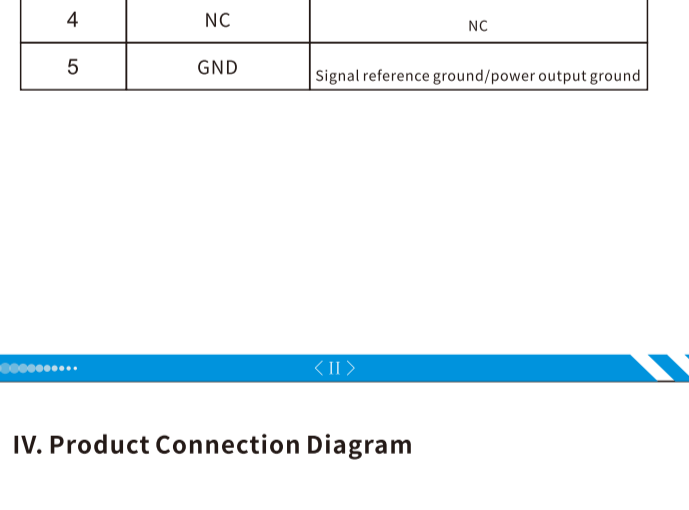 4 NC NC
5 GND Signal reference ground/power output ground
〈 II 〉
IV. Product Connection Diagram